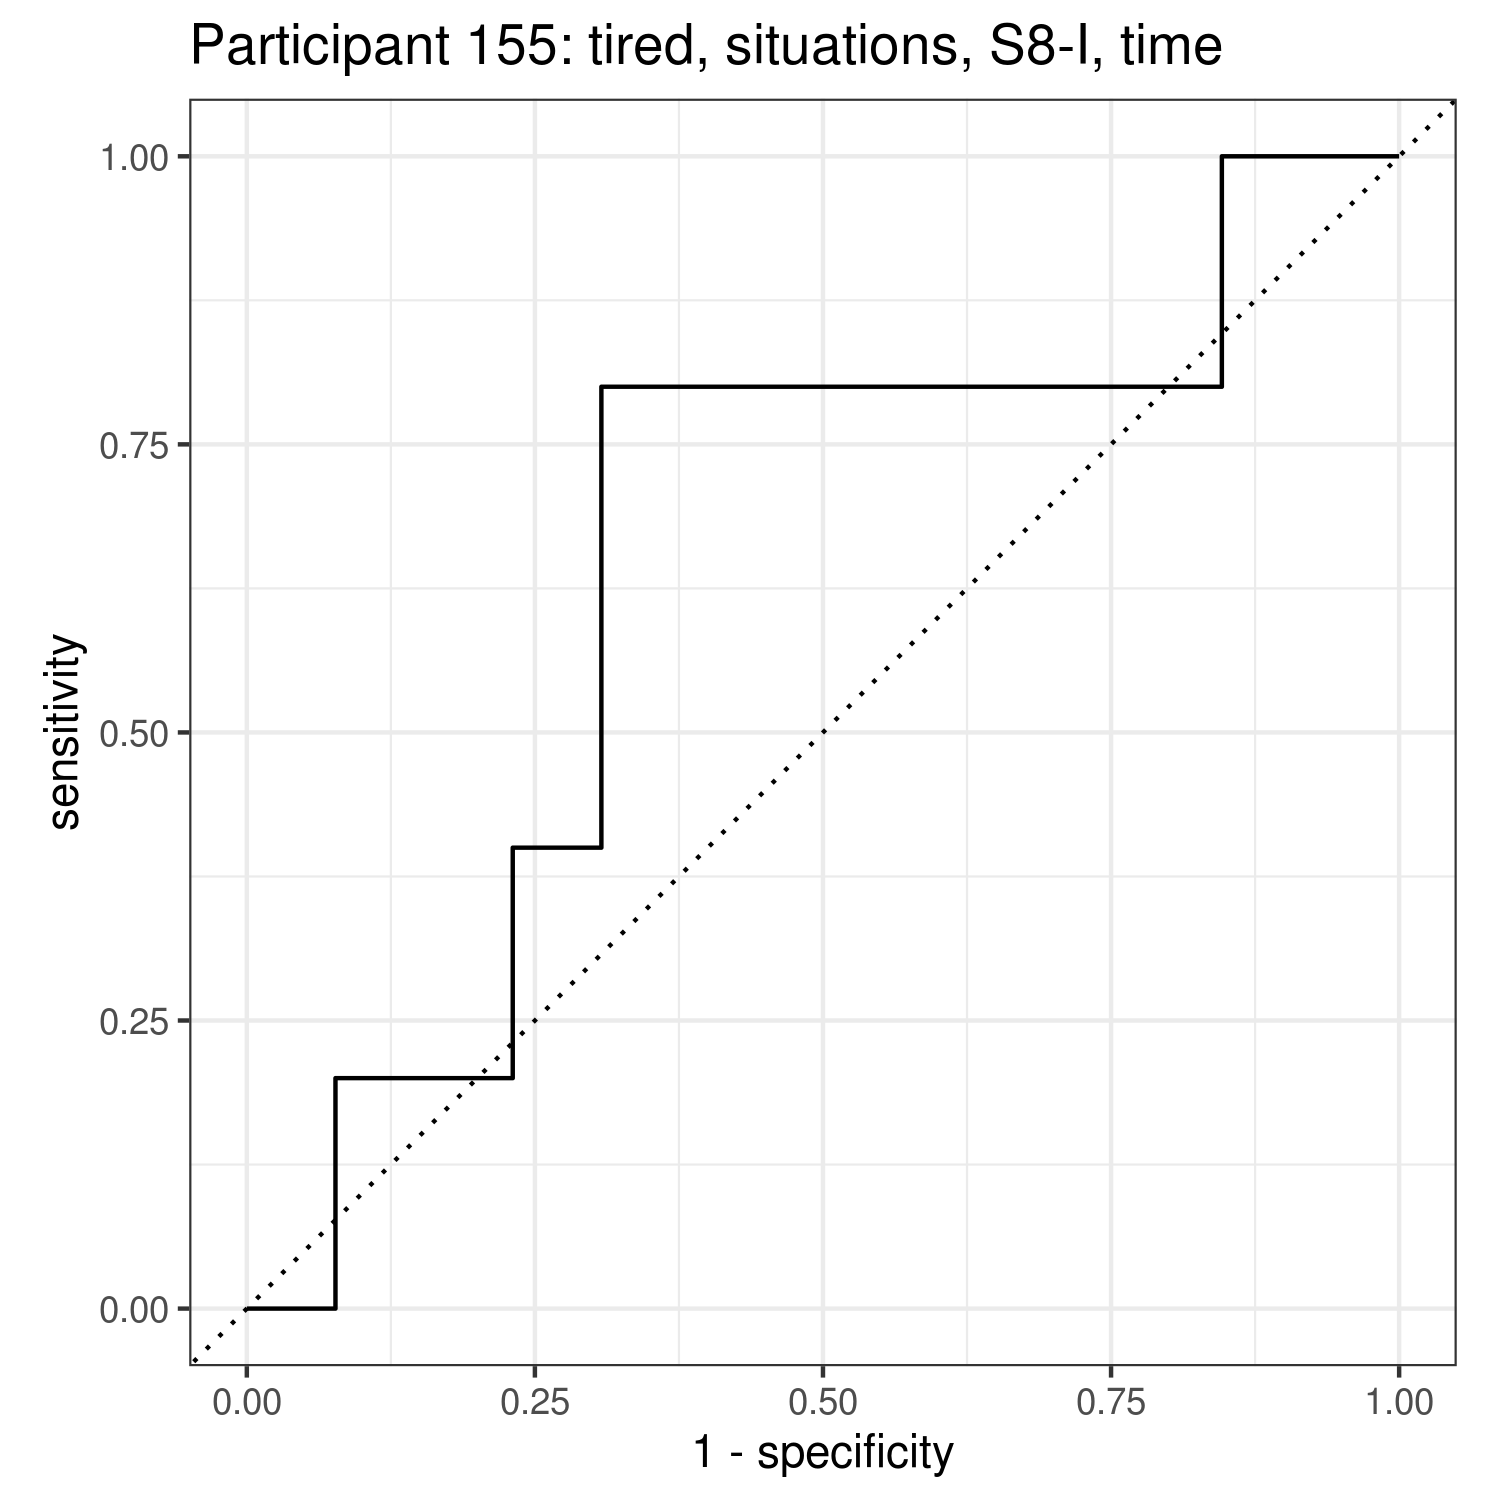 Participant 155: tired, situations, S8-I, time
1.00
0.75
0.50
0.25
0.00
sensitivity
0.00 0.25 0.50 0.75 1.00
1 - specificity